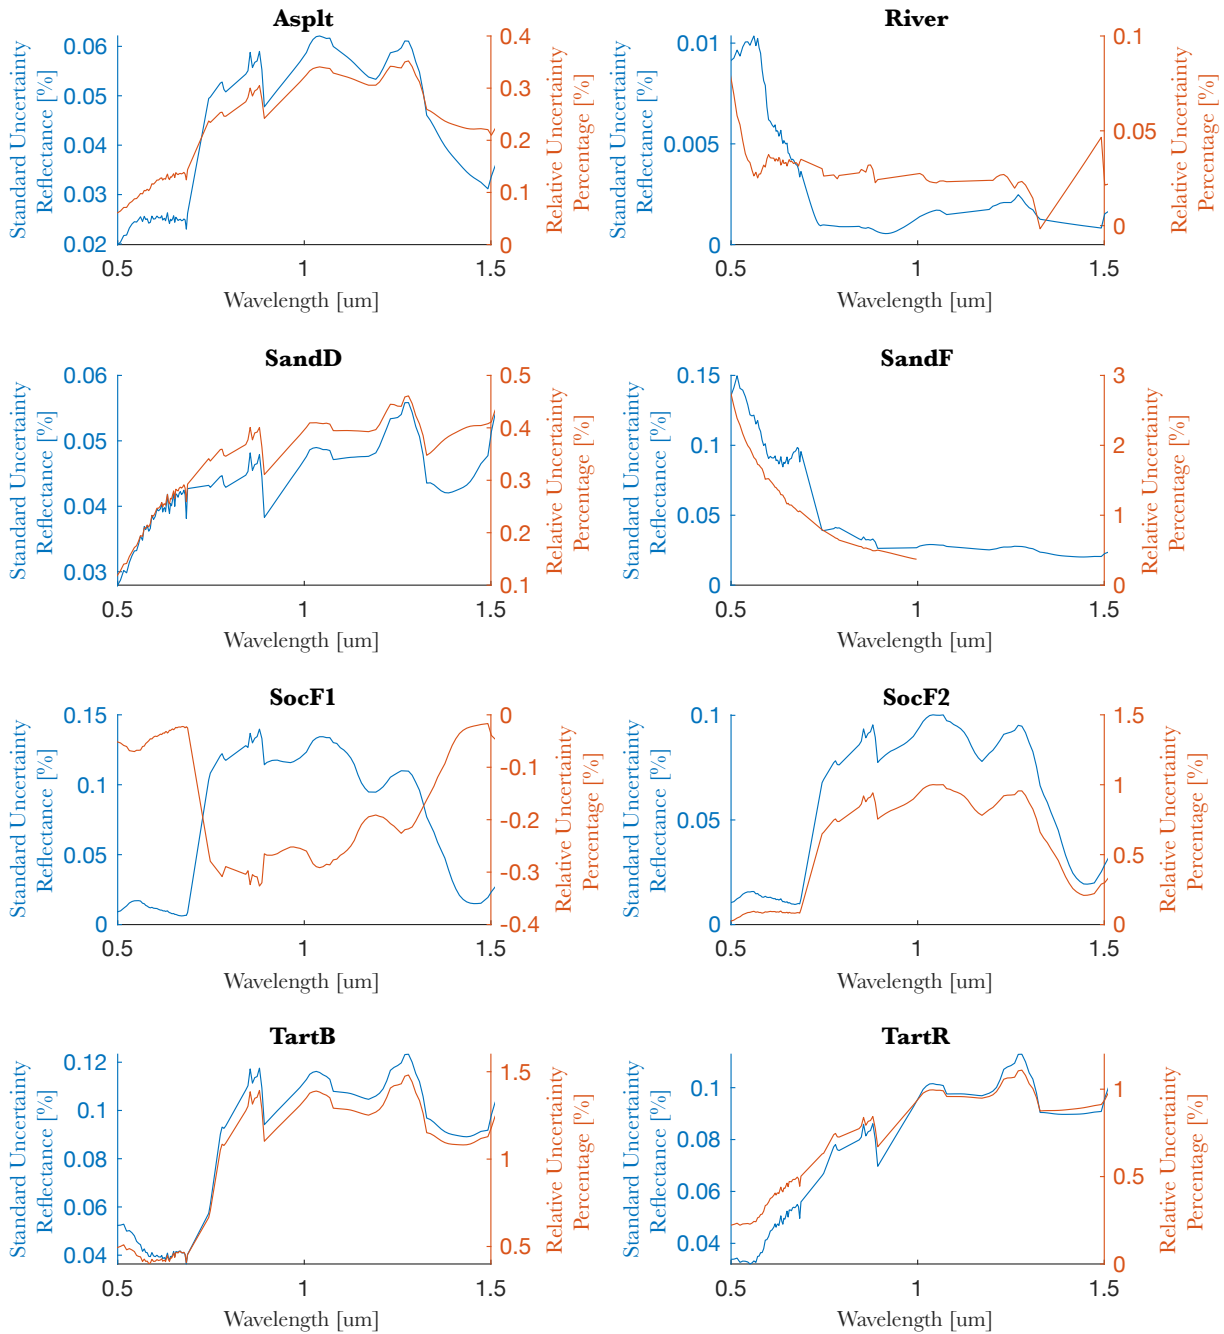 Asplt
Standard Uncertainty
Reflectance [%]
0.06
0.05
0.04
0.03
0.02
0.4
0.3
0.2
0.1
0
Relative Uncertainty
Percentage [%]
0.5
1
1.5
Wavelength [um]
River
Standard Uncertainty
Reflectance [%]
0.01
0.005
0
0.1
0.05
0
Relative Uncertainty
Percentage [%]
0.5
1
1.5
Wavelength [um]
SandD
Standard Uncertainty
Reflectance [%]
0.06
0.05
0.04
0.03
0.5
0.4
0.3
0.2
0.1
Relative Uncertainty
Percentage [%]
0.5
1
1.5
Wavelength [um]
SandF
Standard Uncertainty
Reflectance [%]
0.15
0.1
0.05
0
3
2
1
0
Relative Uncertainty
Percentage [%]
0.5
1
1.5
Wavelength [um]
SocF1
Standard Uncertainty
Reflectance [%]
0.15
0.1
0.05
0
0
-0.1
-0.2
-0.3
-0.4
Relative Uncertainty
Percentage [%]
0.5
1
1.5
Wavelength [um]
SocF2
Standard Uncertainty
Reflectance [%]
0.1
0.05
0
1.5
1
0.5
0
Relative Uncertainty
Percentage [%]
0.5
1
1.5
Wavelength [um]
TartB
Standard Uncertainty
Reflectance [%]
0.12
0.1
0.08
0.06
0.04
1.5
1
0.5
Relative Uncertainty
Percentage [%]
0.5
1
1.5
Wavelength [um]
TartR
Standard Uncertainty
Reflectance [%]
0.1
0.08
0.06
0.04
1
0.5
0
Relative Uncertainty
Percentage [%]
0.5
1
1.5
Wavelength [um]